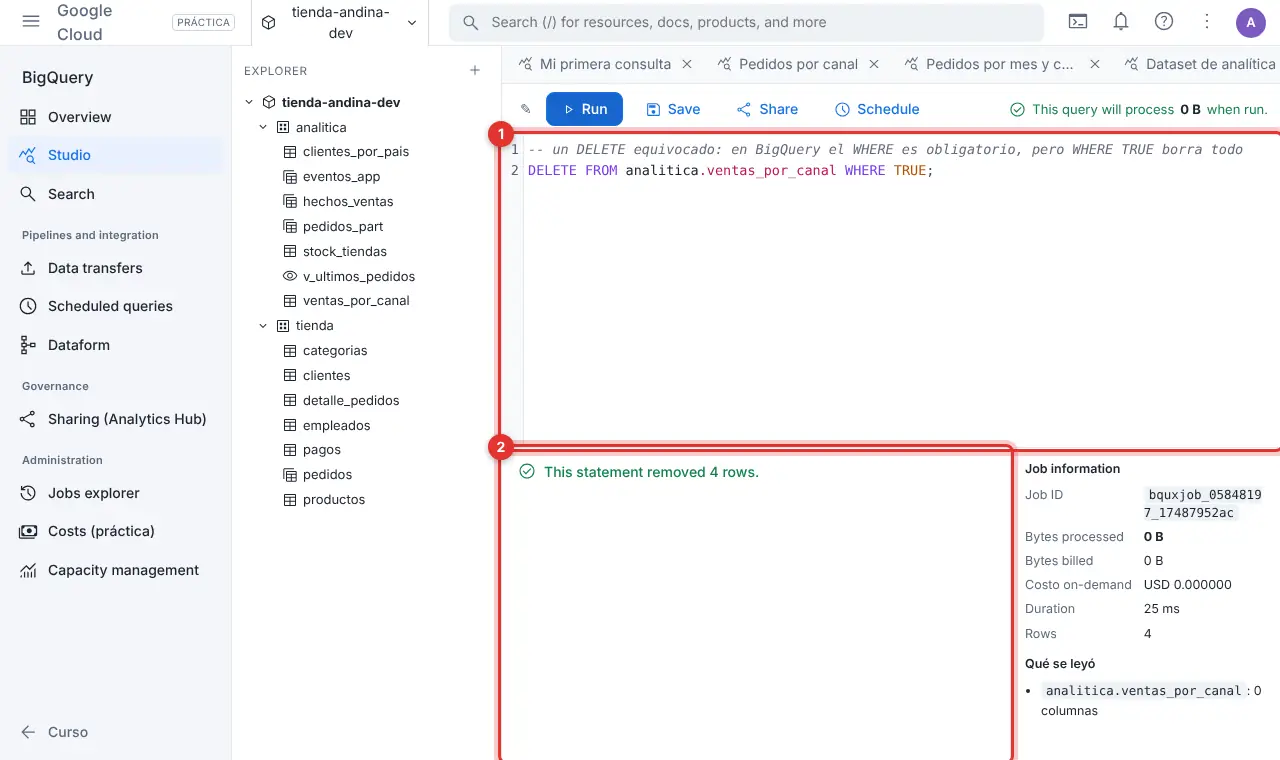 Google Cloud
PRÁCTICA
tienda-andina-dev
Search (/) for resources, docs, products, and more
A
BigQuery
Overview
Studio
Search
Pipelines and integration
Data transfers
Scheduled queries
Dataform
Governance
Sharing (Analytics Hub)
Administration
Jobs explorer
Costs (práctica)
Capacity management
Curso
EXPLORER
tienda-andina-dev
analitica
clientes_por_pais
eventos_app
hechos_ventas
pedidos_part
stock_tiendas
v_ultimos_pedidos
ventas_por_canal
tienda
categorias
clientes
detalle_pedidos
empleados
pagos
pedidos
productos
Mi primera consulta
Pedidos por canal
Pedidos por mes y c...
Dataset de analítica
Run
Save
Share
Schedule
This query will process 0 B when run.
1
1 -- un DELETE equivocado: en BigQuery el WHERE es obligatorio, pero WHERE TRUE borra todo
2 DELETE FROM analitica.ventas_por_canal WHERE TRUE;
2
This statement removed 4 rows.
Job information
Job ID bquxjob_0584819
7_17487952ac
Bytes processed 0 B
Bytes billed 0 B
Costo on-demand USD 0.000000
Duration 25 ms
Rows 4
Qué se leyó
• analitica.ventas_por_canal : 0
columnas